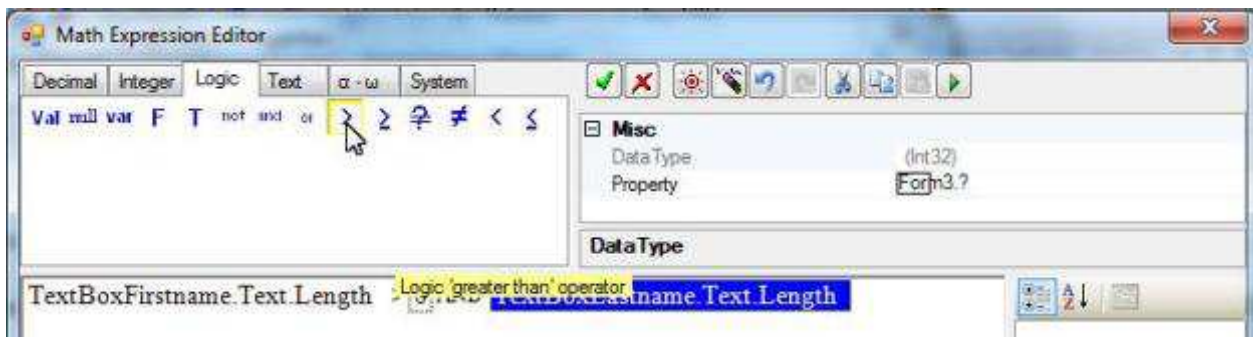 Math Expression Editor
Decimal Integer Logic Text α - ω System
Val null var F T not and or > ≥ ≠ < ≤
Misc
DataType (Int32)
Property Form3.?
DataType
Logic 'greater than' operator
TextBoxFirstname.Text.Length > TextBoxLastname.Text.Length